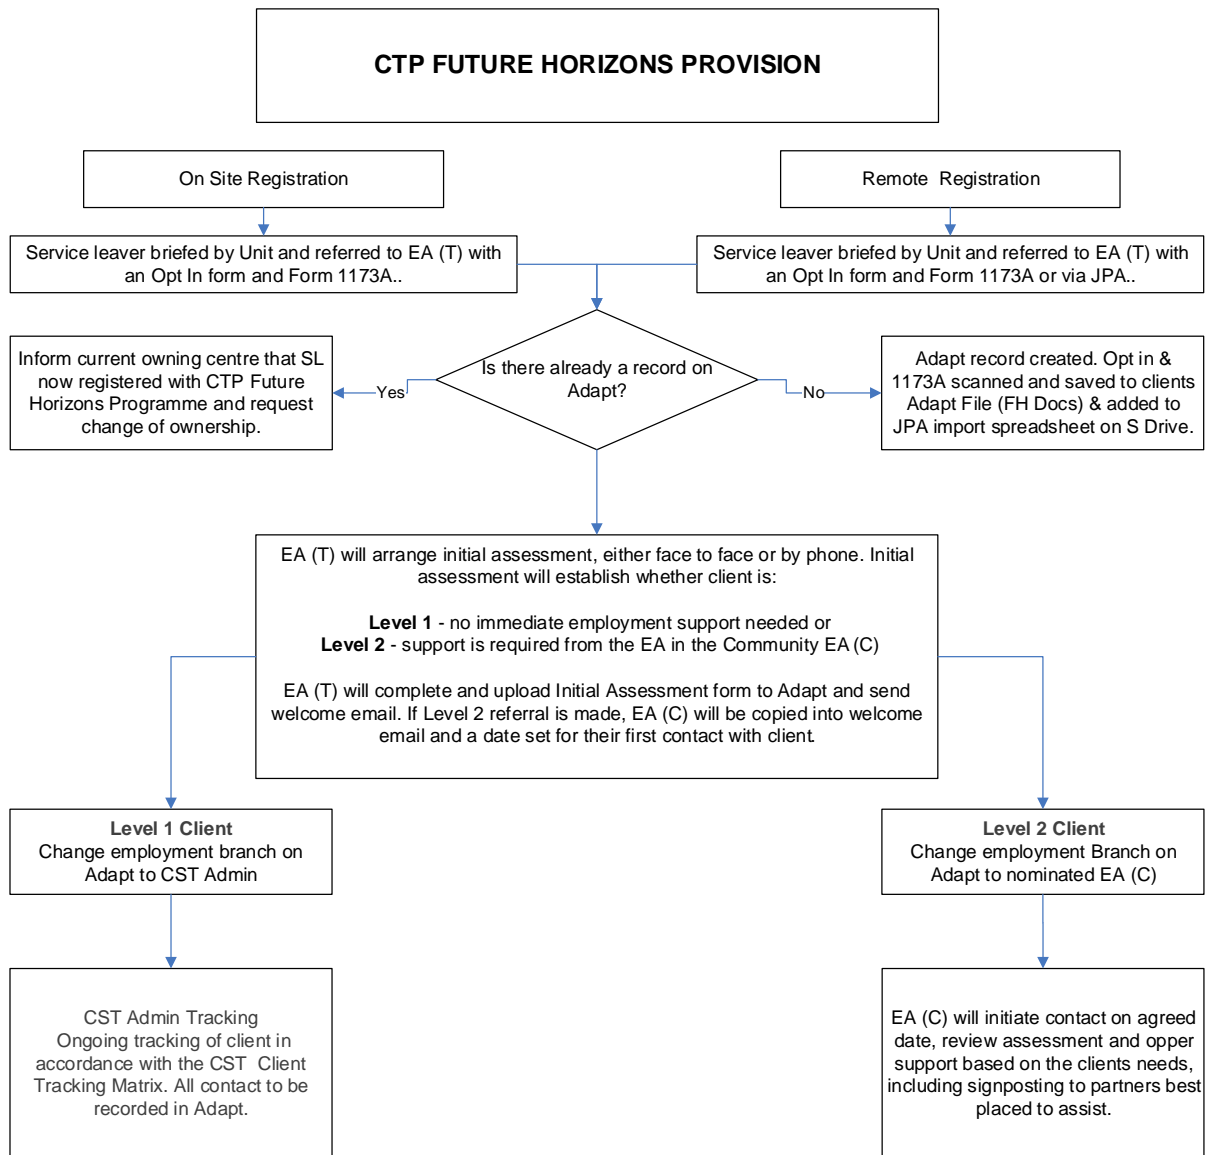 CTP FUTURE HORIZONS PROVISION
On Site Registration
Remote Registration
Service leaver briefed by Unit and referred to EA (T) with
an Opt In form and Form 1173A..
Service leaver briefed by Unit and referred to EA (T) with
an Opt In form and Form 1173A or via JPA..
Inform current owning centre that SL
now registered with CTP Future
Horizons Programme and request
change of ownership.
Yes
Is there already a record on
Adapt?
No
Adapt record created. Opt in &
1173A scanned and saved to clients
Adapt File (FH Docs) & added to
JPA import spreadsheet on S Drive.
EA (T) will arrange initial assessment, either face to face or by phone. Initial
assessment will establish whether client is:
Level 1 - no immediate employment support needed or
Level 2 - support is required from the EA in the Community EA (C)
EA (T) will complete and upload Initial Assessment form to Adapt and send
welcome email. If Level 2 referral is made, EA (C) will be copied into welcome
email and a date set for their first contact with client.
Level 1 Client
Change employment branch on
Adapt to CST Admin
Level 2 Client
Change employment Branch on
Adapt to nominated EA (C)
CST Admin Tracking
Ongoing tracking of client in
accordance with the CST Client
Tracking Matrix. All contact to be
recorded in Adapt.
EA (C) will initiate contact on agreed
date, review assessment and opper
support based on the clients needs,
including signposting to partners best
placed to assist.